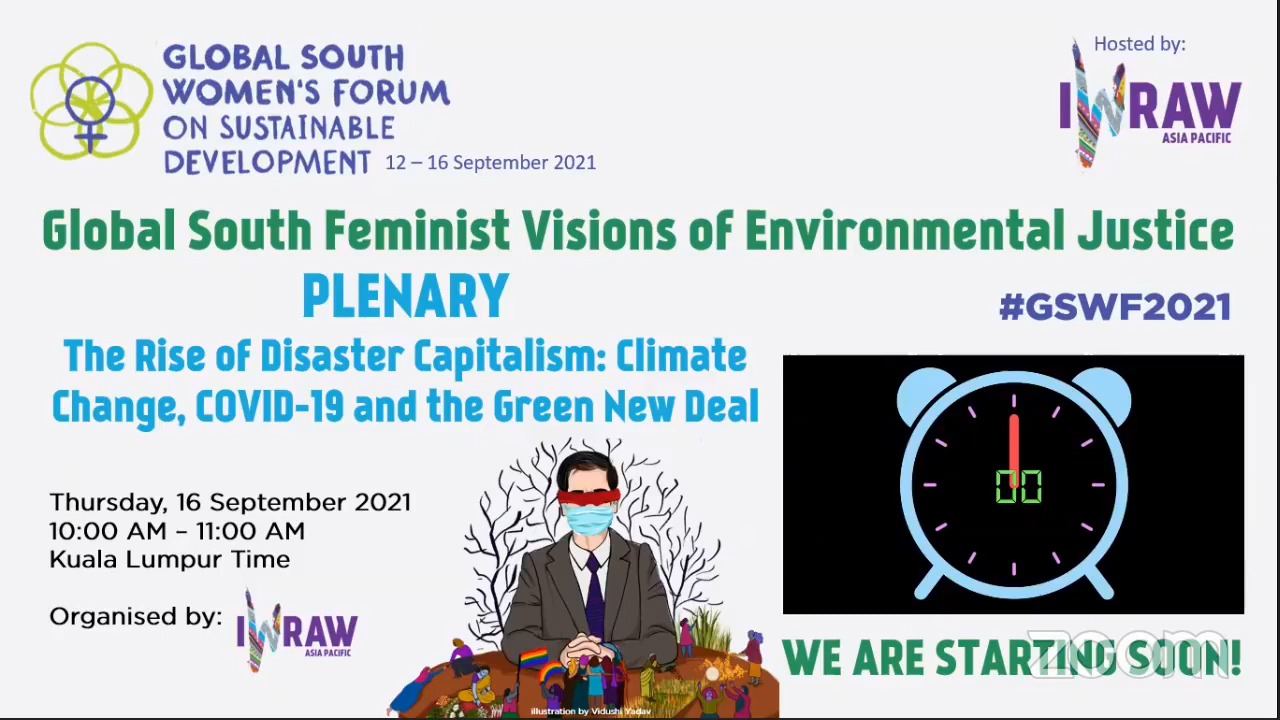 GLOBAL SOUTH
WOMEN'S FORUM
ON SUSTAINABLE
DEVELOPMENT 12 – 16 September 2021
Hosted by:
IWRAW
ASIA PACIFIC
Global South Feminist Visions of Environmental Justice
PLENARY
#GSWF2021
The Rise of Disaster Capitalism: Climate
Change, COVID-19 and the Green New Deal
00
Thursday, 16 September 2021
10:00 AM – 11:00 AM
Kuala Lumpur Time
Organised by:
IWRAW
ASIA PACIFIC
WE ARE STARTING SOON!
zoom
illustration by Vidushi Yadav